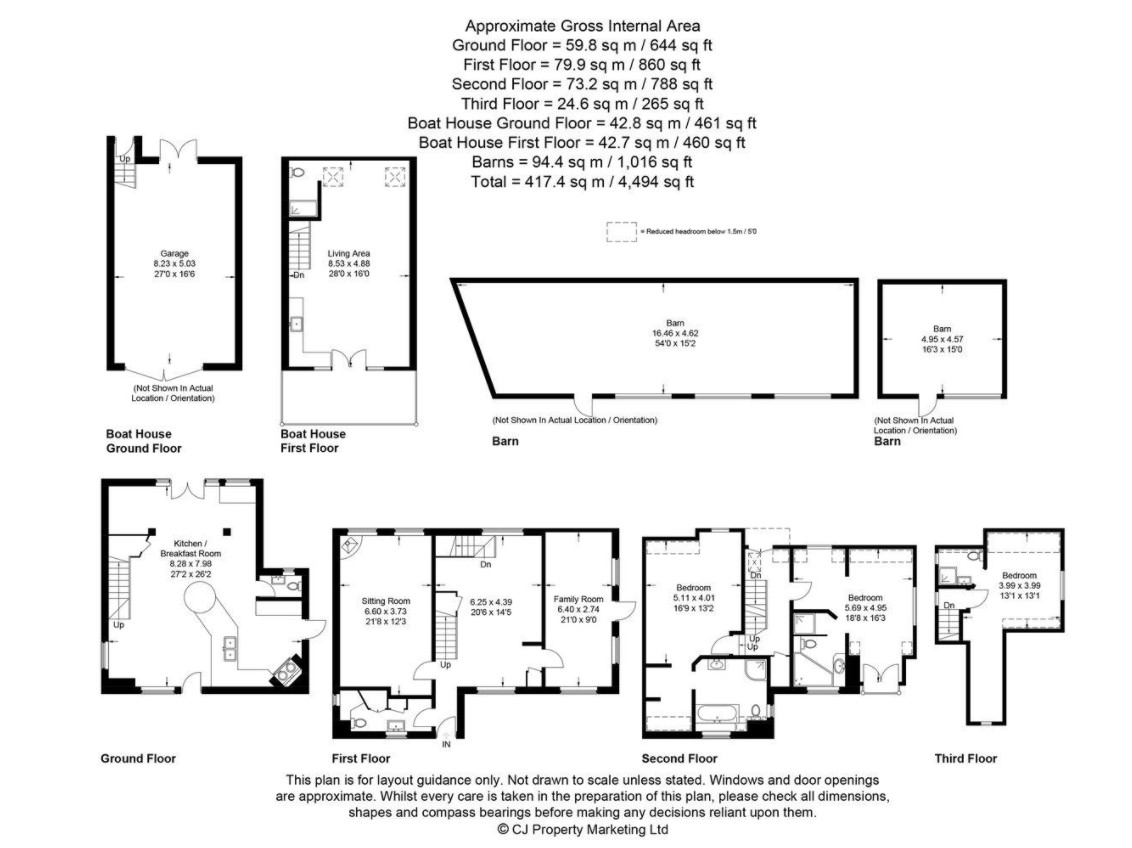 Approximate Gross Internal Area
Ground Floor = 59.8 sq m / 644 sq ft
First Floor = 79.9 sq m / 860 sq ft
Second Floor = 73.2 sq m / 788 sq ft
Third Floor = 24.6 sq m / 265 sq ft
Boat House Ground Floor = 42.8 sq m / 461 sq ft
Boat House First Floor = 42.7 sq m / 460 sq ft
Barns = 94.4 sq m / 1,016 sq ft
Total = 417.4 sq m / 4,494 sq ft
= Reduced headroom below 1.5m / 5'0
Up
Garage
8.23 x 5.03
27'0 x 16'6
(Not Shown In Actual
Location / Orientation)
Boat House
Ground Floor
Living Area
8.53 x 4.88
28'0 x 16'0
Dn
Boat House
First Floor
Barn
16.46 x 4.62
54'0 x 15'2
(Not Shown In Actual Location / Orientation)
Barn
Barn
4.95 x 4.57
16'3 x 15'0
(Not Shown In Actual
Location / Orientation)
Barn
Kitchen /
Breakfast Room
8.28 x 7.98
27'2 x 26'2
Up
Ground Floor
Sitting Room
6.60 x 3.73
21'8 x 12'3
Dn
6.25 x 4.39
20'6 x 14'5
Up
Family Room
6.40 x 2.74
21'0 x 9'0
IN
First Floor
Bedroom
5.11 x 4.01
16'9 x 13'2
Dn
Up
Up
Bedroom
5.69 x 4.95
18'8 x 16'3
Second Floor
Bedroom
3.99 x 3.99
13'1 x 13'1
Dn
Third Floor
This plan is for layout guidance only. Not drawn to scale unless stated. Windows and door openings
are approximate. Whilst every care is taken in the preparation of this plan, please check all dimensions,
shapes and compass bearings before making any decisions reliant upon them.
© CJ Property Marketing Ltd